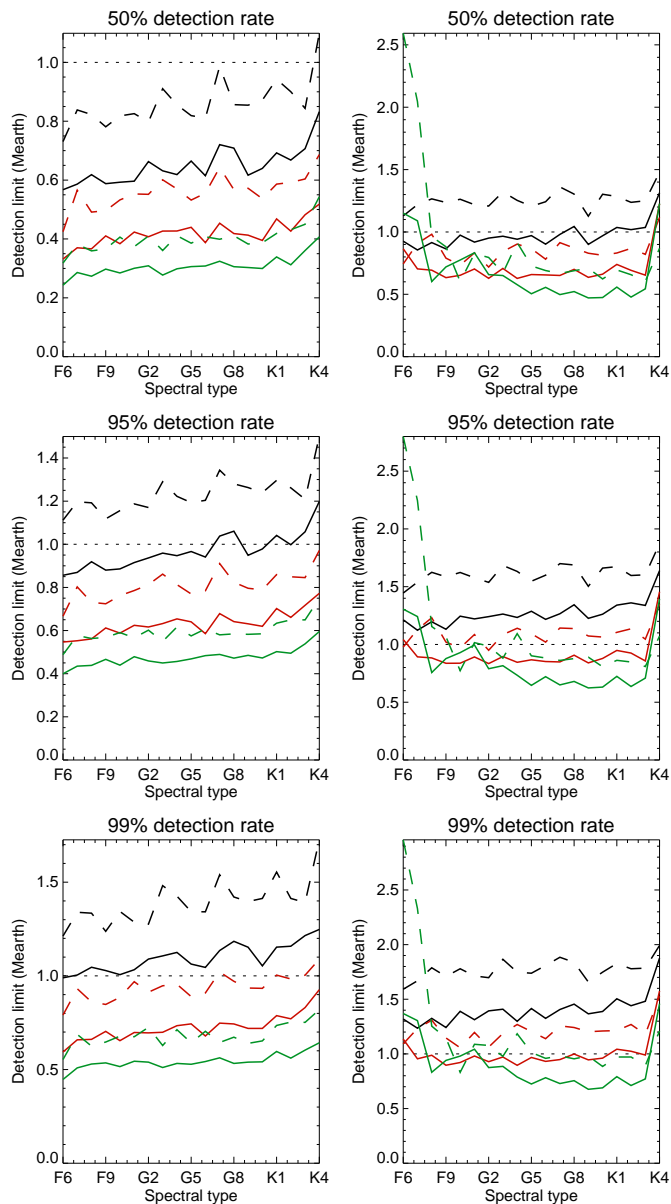 50% detection rate
Detection limit (Mearth)
1.0
0.8
0.6
0.4
0.2
0.0
F6 F9 G2 G5 G8 K1 K4
Spectral type
50% detection rate
Detection limit (Mearth)
2.5
2.0
1.5
1.0
0.5
0.0
F6 F9 G2 G5 G8 K1 K4
Spectral type
95% detection rate
Detection limit (Mearth)
1.4
1.2
1.0
0.8
0.6
0.4
0.2
0.0
F6 F9 G2 G5 G8 K1 K4
Spectral type
95% detection rate
Detection limit (Mearth)
2.5
2.0
1.5
1.0
0.5
0.0
F6 F9 G2 G5 G8 K1 K4
Spectral type
99% detection rate
Detection limit (Mearth)
1.5
1.0
0.5
0.0
F6 F9 G2 G5 G8 K1 K4
Spectral type
99% detection rate
Detection limit (Mearth)
2.5
2.0
1.5
1.0
0.5
0.0
F6 F9 G2 G5 G8 K1 K4
Spectral type